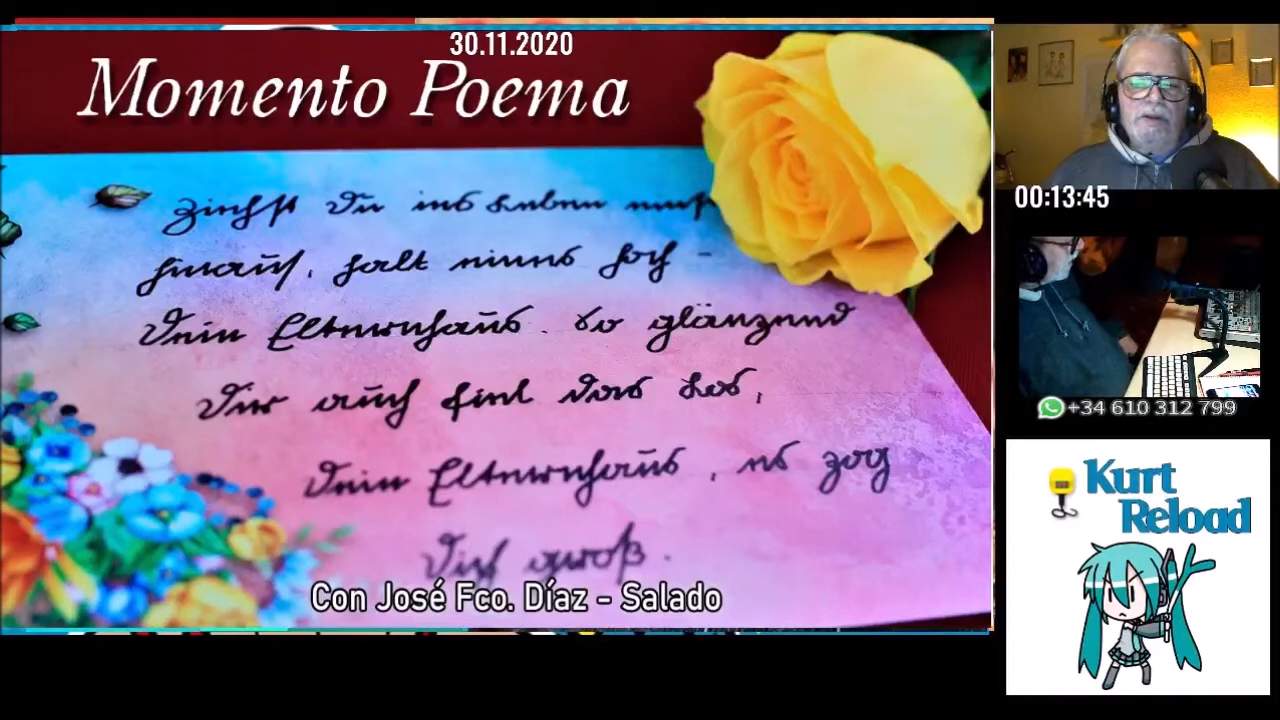 30.11.2020
Momento Poema
Ziehst Du ins Leben einst
hinaus, halt eines hoch -
Dein Elternhaus. So glänzend
Dir auch fiel das Los,
Dein Elternhaus, es zog
Dich groß.
Con José Fco. Díaz - Salado
00:13:45
+34 610 312 799
Kurt
Reload